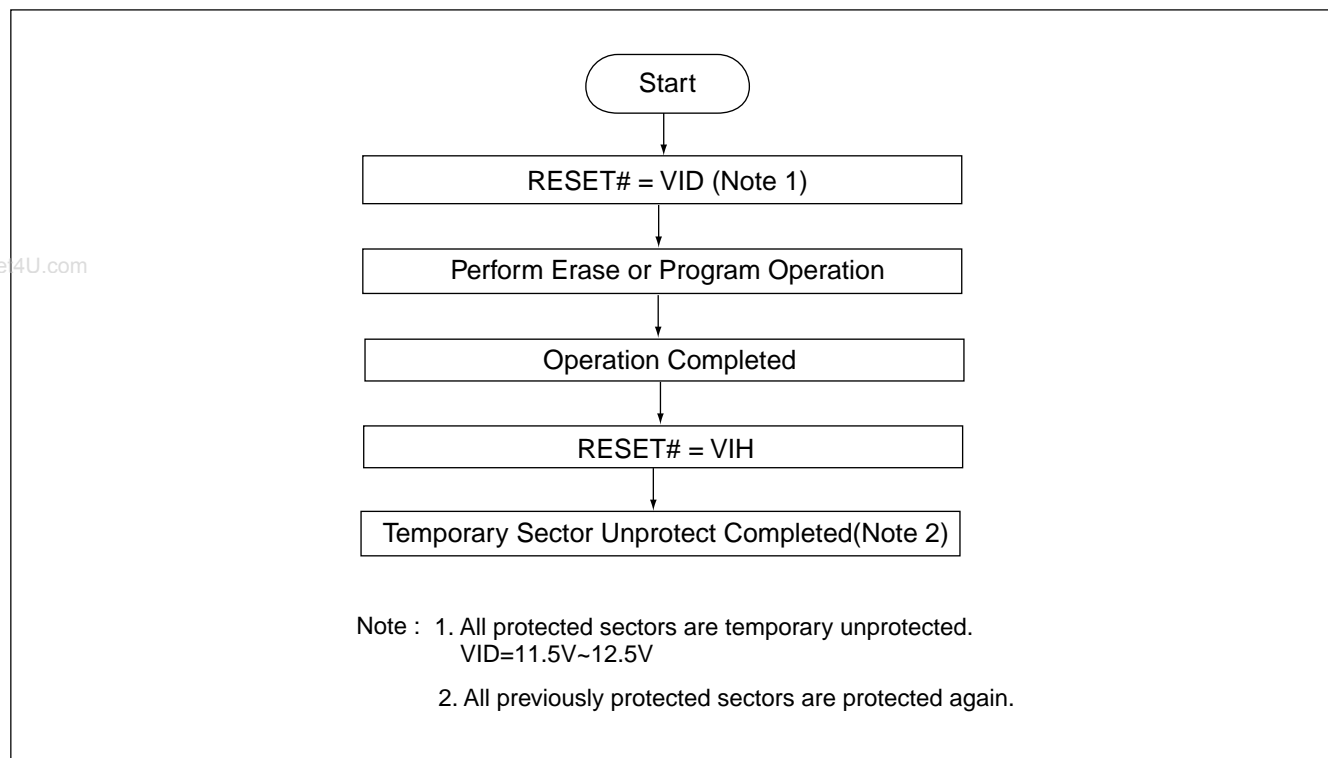 Start
RESET# = VID (Note 1)
et4U.com
Perform Erase or Program Operation
Operation Completed
RESET# = VIH
Temporary Sector Unprotect Completed(Note 2)
Note : 1. All protected sectors are temporary unprotected.
VID=11.5V~12.5V
2. All previously protected sectors are protected again.